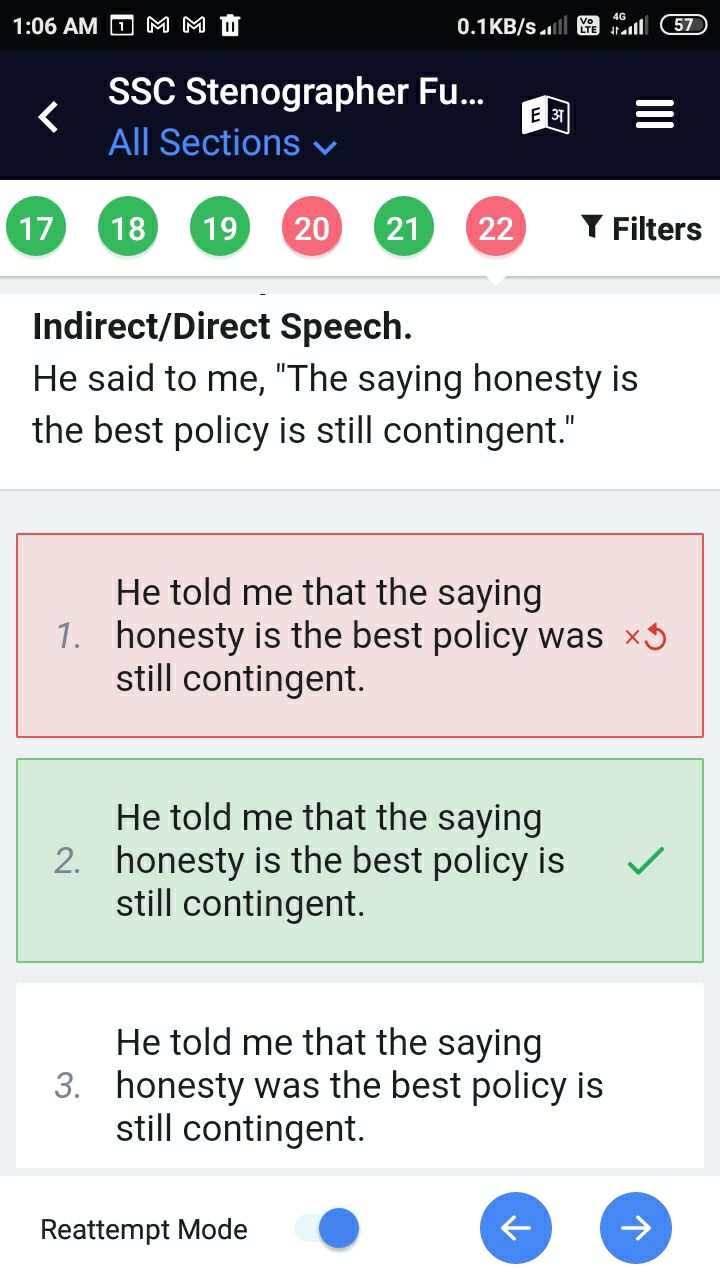 1:06 AM 1 0.1KB/s Vo LTE 4G 57
SSC Stenographer Fu...
E अ
All Sections
17 18 19 20 21 22 Filters
Indirect/Direct Speech.
He said to me, "The saying honesty is
the best policy is still contingent."
He told me that the saying
1. honesty is the best policy was
still contingent.
He told me that the saying
2. honesty is the best policy is
still contingent.
He told me that the saying
3. honesty was the best policy is
still contingent.
Reattempt Mode